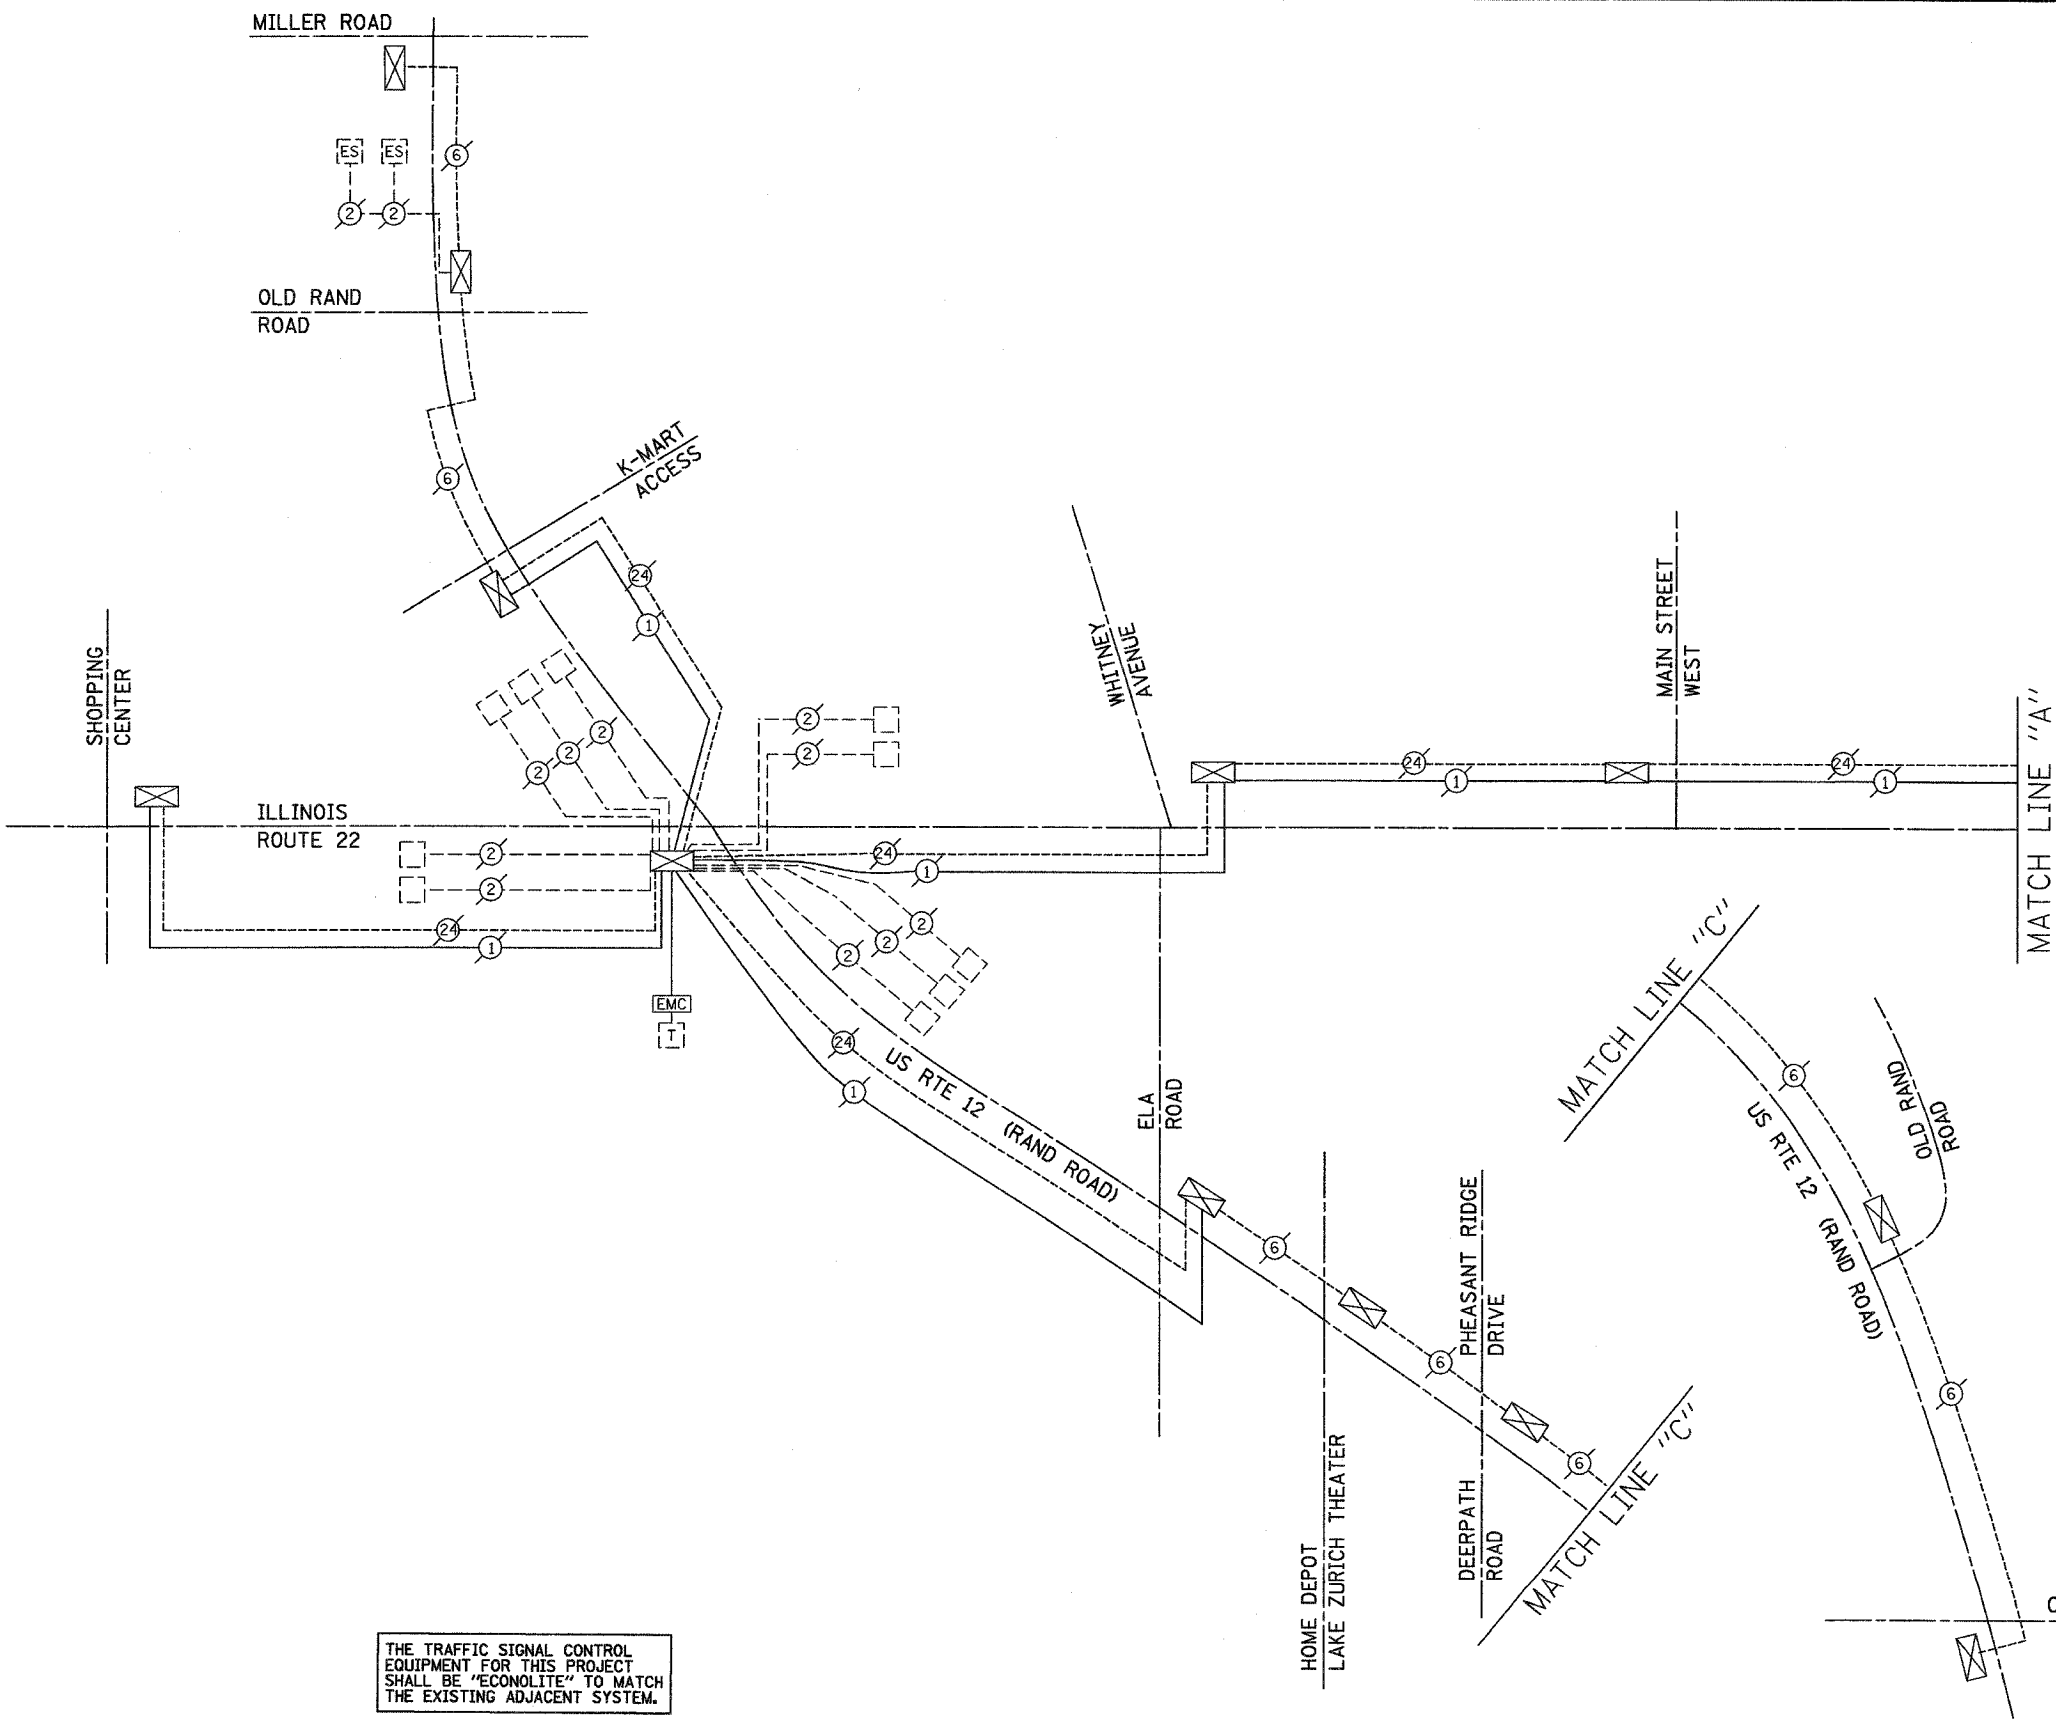 MILLER ROAD
ES ES
6
2 2
OLD RAND
ROAD
6
K-MART
ACCESS
24
1
SHOPPING
CENTER
WHITNEY
AVENUE
MAIN STREET
WEST
MATCH LINE "A"
2
2
2
2
2
24
1
24
1
ILLINOIS
ROUTE 22
2
2
24
1
24
1
2
2
2
EMC
T
24
1
US RTE 12 (RAND ROAD)
ELA
ROAD
6
6
6
HOME DEPOT
LAKE ZURICH THEATER
PHEASANT RIDGE
DRIVE
DEERPATH
ROAD
MATCH LINE "C"
MATCH LINE "C"
6
OLD RAND
ROAD
US RTE 12 (RAND ROAD)
6
THE TRAFFIC SIGNAL CONTROL
EQUIPMENT FOR THIS PROJECT
SHALL BE "ECONOLITE" TO MATCH
THE EXISTING ADJACENT SYSTEM.